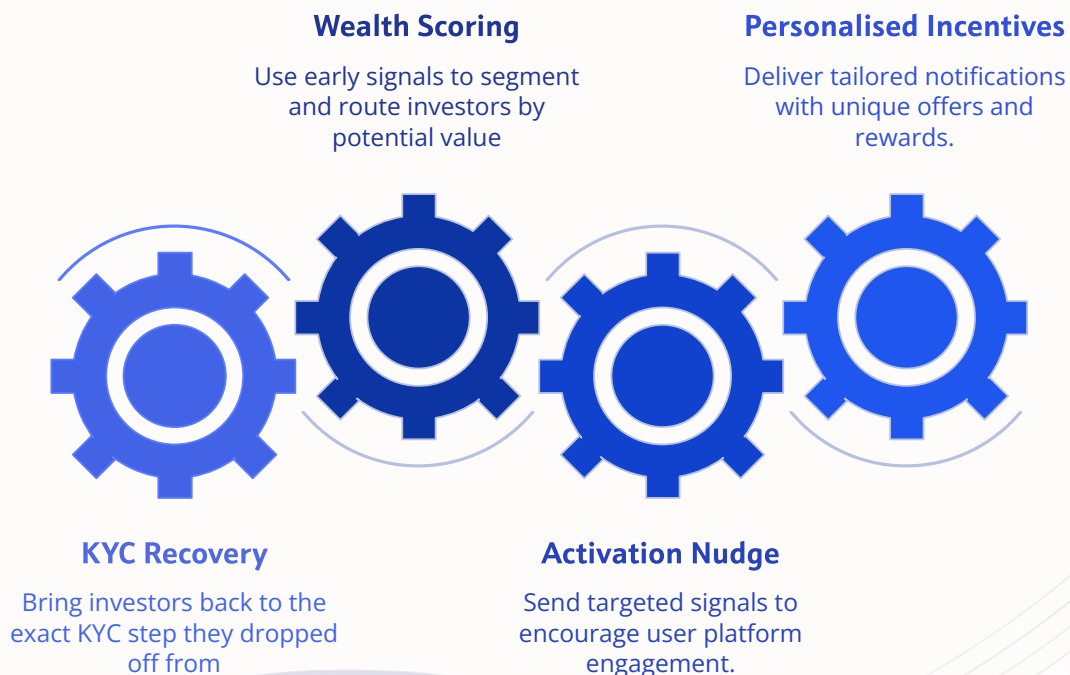 Wealth Scoring
Use early signals to segment
and route investors by
potential value
Personalised Incentives
Deliver tailored notifications
with unique offers and
rewards.
KYC Recovery
Bring investors back to the
exact KYC step they dropped
off from
Activation Nudge
Send targeted signals to
encourage user platform
engagement.